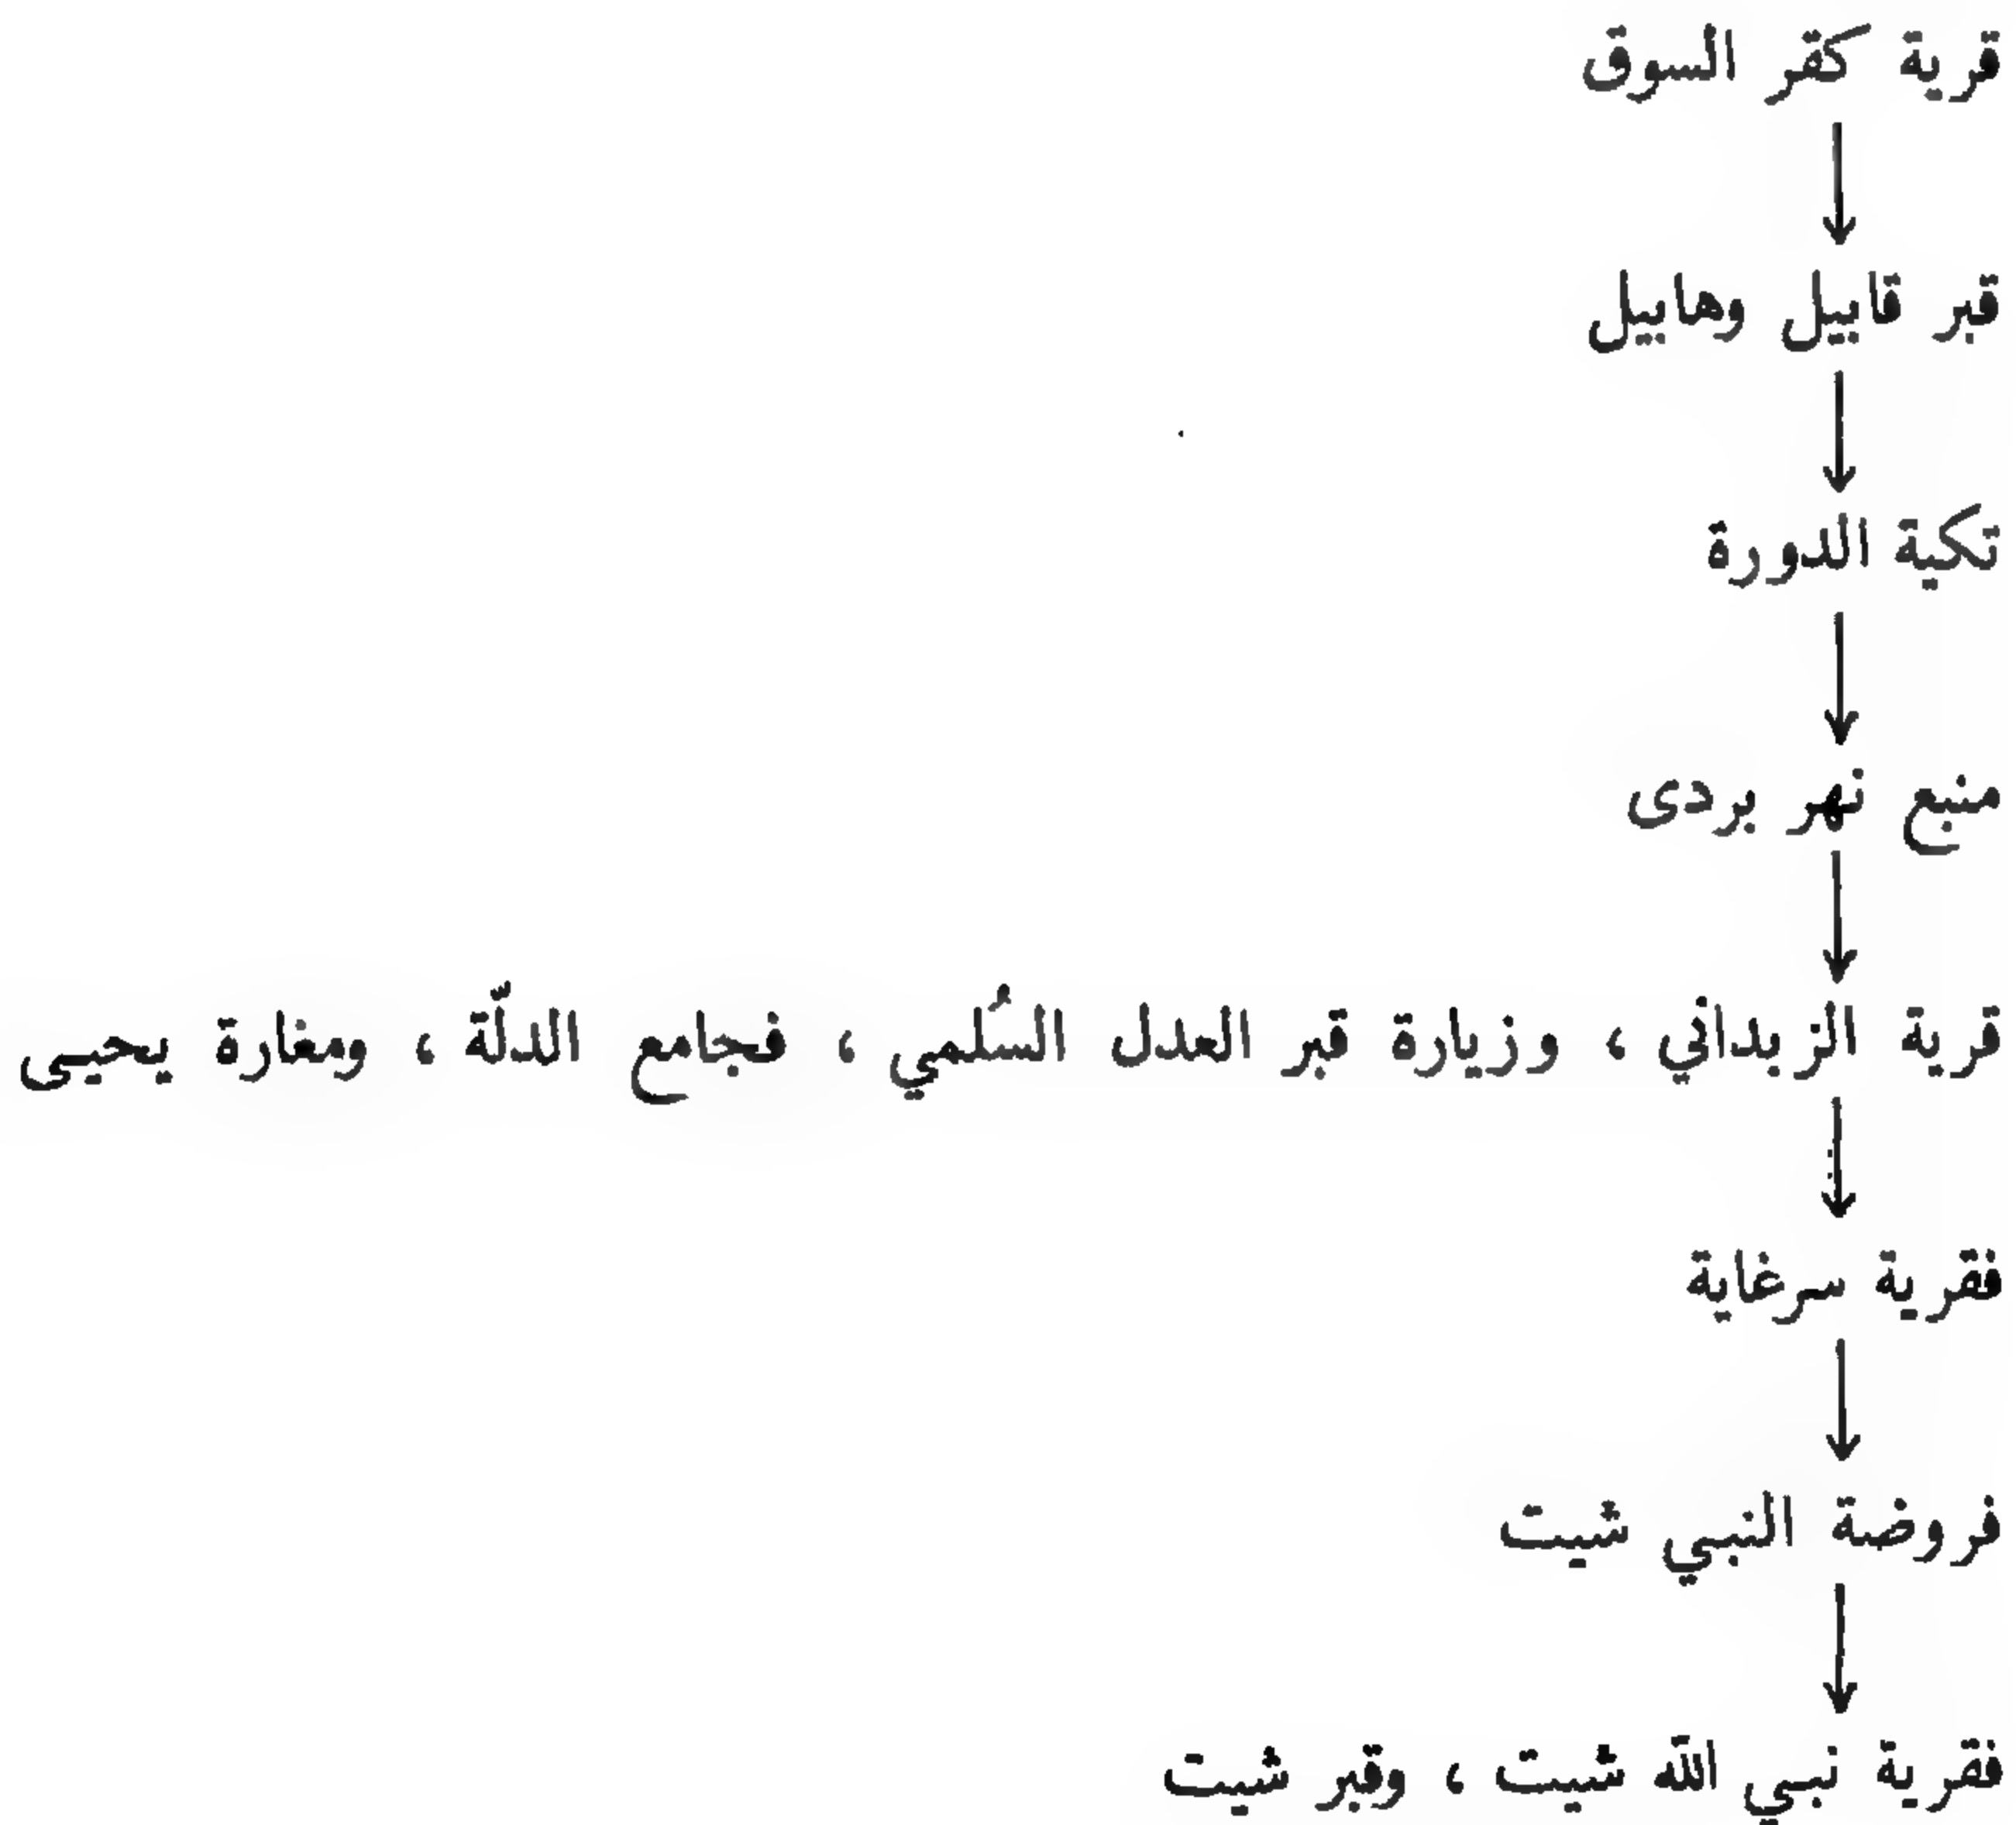 قرية كقر السوق
قبر قابيل وهابيل
تكية الدورة
منبع نهر بردى
قرية الزبداني ، وزيارة قبر العدل السُلمي ، فجامع الدلّة ، ومغارة يحيى
فقرية سرغاية
فروضة النبي شيت
فقرية نبي الله شيت ، وقبر شيت